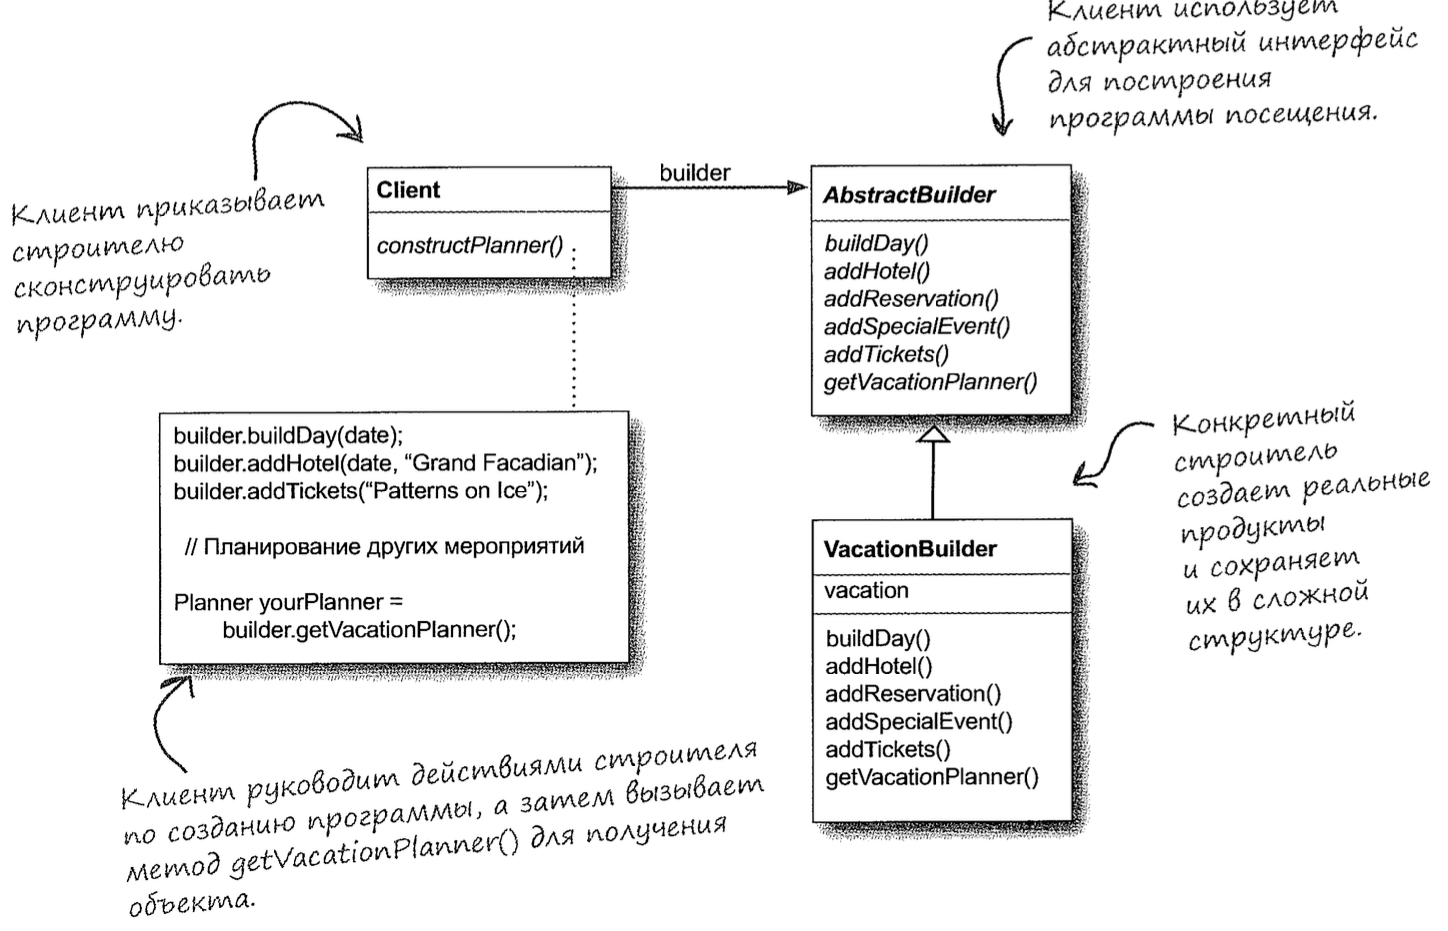 Клиент использует
абстрактный интерфейс
для построения
программы посещения.
Клиент приказывает
строителю
сконструировать
программу.
Client
constructPlanner()
builder
AbstractBuilder
buildDay()
addHotel()
addReservation()
addSpecialEvent()
addTickets()
getVacationPlanner()
builder.buildDay(date);
builder.addHotel(date, “Grand Facadian”);
builder.addTickets(“Patterns on Ice”);
// Планирование других мероприятий
Planner yourPlanner =
builder.getVacationPlanner();
Конкретный
строитель
создает реальные
продукты
и сохраняет
их в сложной
структуре.
VacationBuilder
vacation
buildDay()
addHotel()
addReservation()
addSpecialEvent()
addTickets()
getVacationPlanner()
Клиент руководит действиями строителя
по созданию программы, а затем вызывает
метод getVacationPlanner() для получения
объекта.